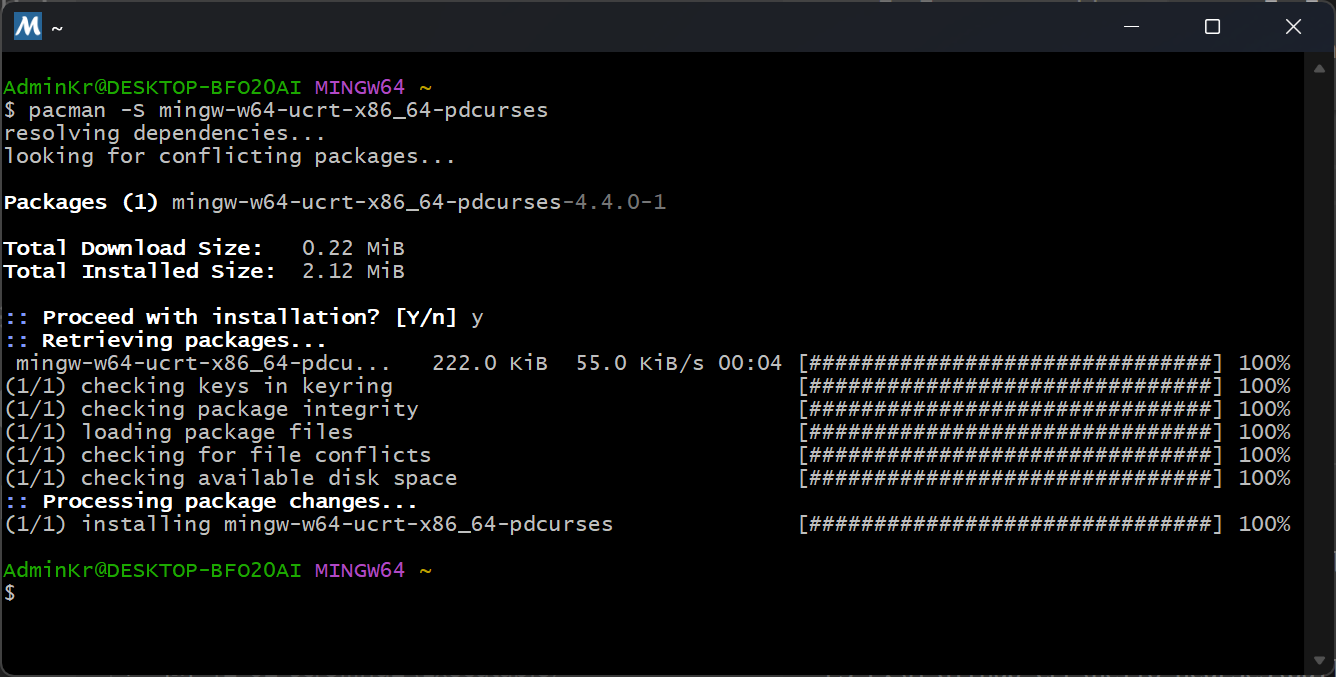 M ~
AdminKr@DESKTOP-BFO2OAI MINGW64 ~
$ pacman -S mingw-w64-ucrt-x86_64-pdcurses
resolving dependencies...
looking for conflicting packages...
Packages (1) mingw-w64-ucrt-x86_64-pdcurses-4.4.0-1
Total Download Size:   0.22 MiB
Total Installed Size:  2.12 MiB
:: Proceed with installation? [Y/n] y
:: Retrieving packages...
 mingw-w64-ucrt-x86_64-pdcu...   222.0 KiB  55.0 KiB/s 00:04 [###############################] 100%
(1/1) checking keys in keyring                               [###############################] 100%
(1/1) checking package integrity                             [###############################] 100%
(1/1) loading package files                                  [###############################] 100%
(1/1) checking for file conflicts                            [###############################] 100%
(1/1) checking available disk space                          [###############################] 100%
:: Processing package changes...
(1/1) installing mingw-w64-ucrt-x86_64-pdcurses              [###############################] 100%
AdminKr@DESKTOP-BFO2OAI MINGW64 ~
$